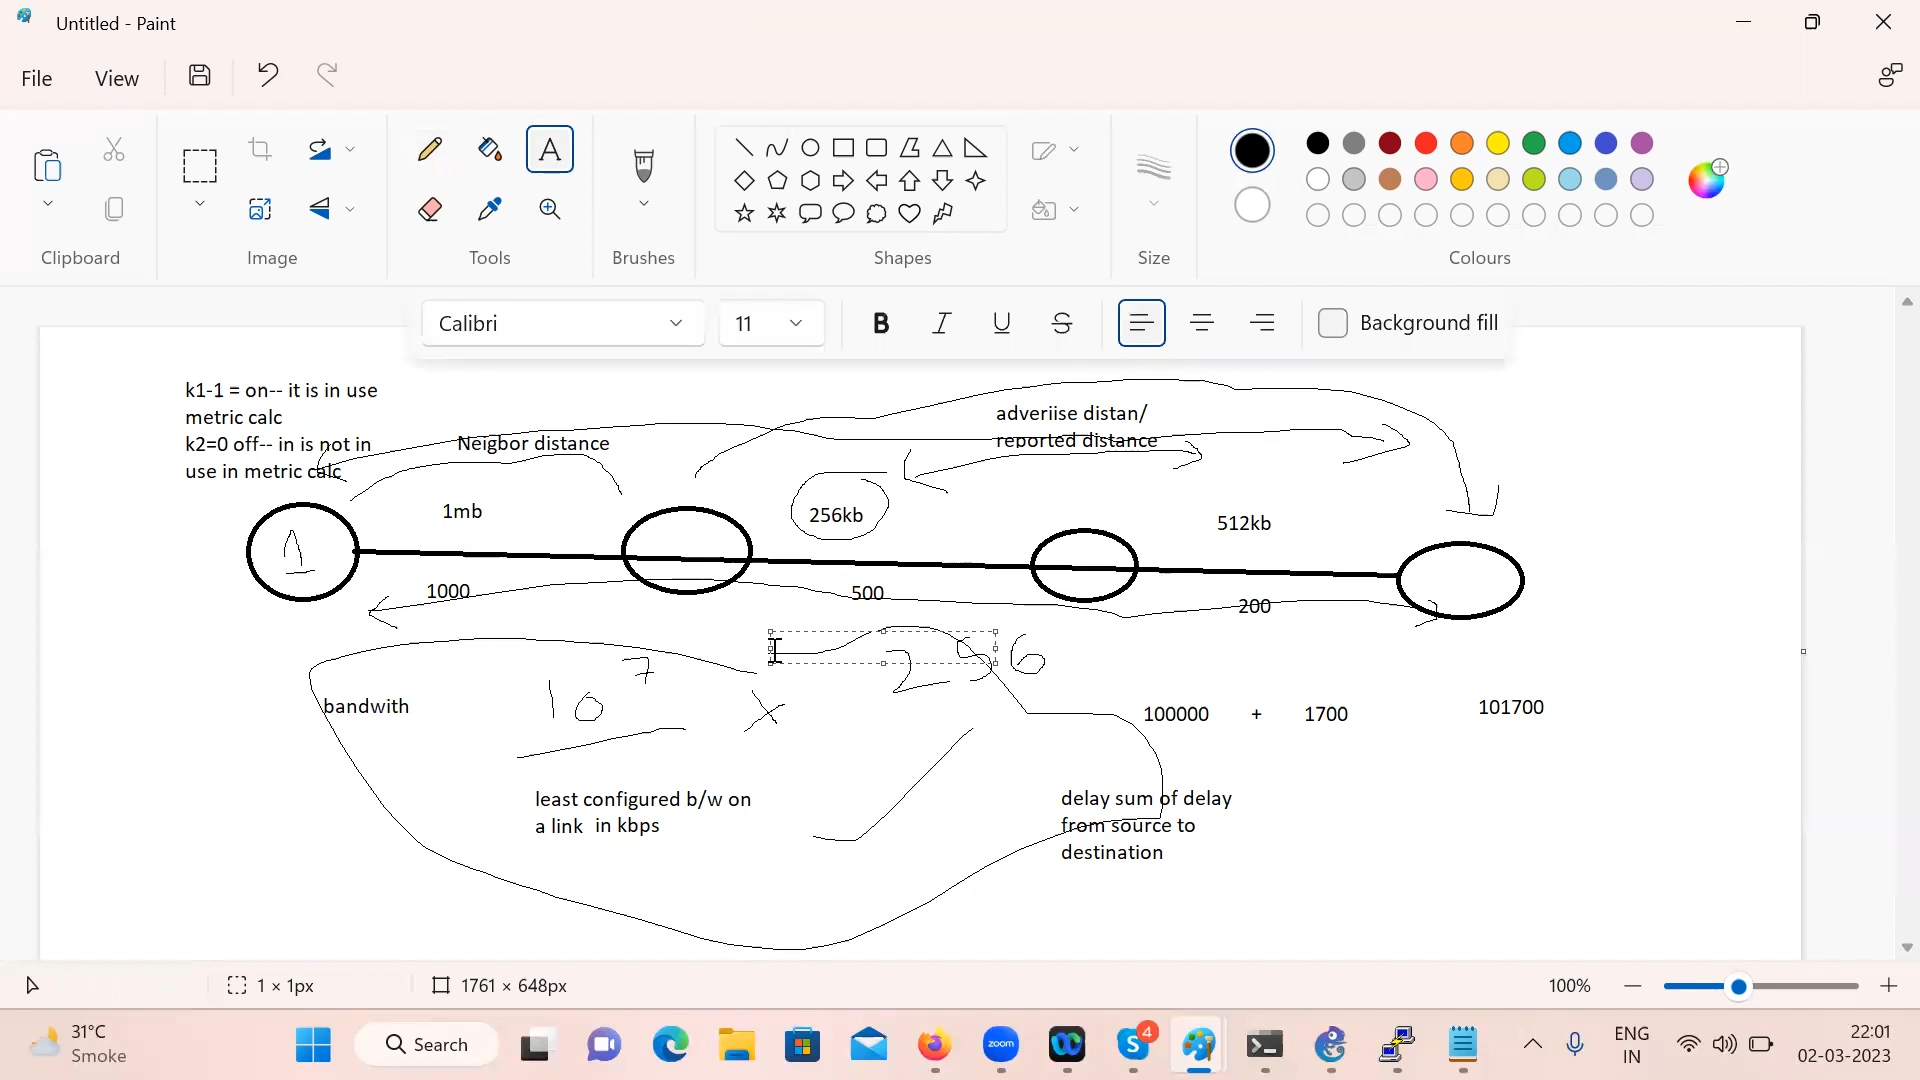 Untitled - Paint
File
View
Clipboard
Image
Tools
Brushes
Shapes
Size
Colours
Calibri
11
B
I
U
S
Background fill
k1-1 = on-- it is in use
metric calc
k2=0 off-- in is not in
use in metric calc
Neigbor distance
adveriise distan/
reported distance
1
1mb
256kb
512kb
1000
500
200
bandwith
10 7
X
256
100000 + 1700
101700
least configured b/w on
a link in kbps
delay sum of delay
from source to
destination
1 × 1px
1761 × 648px
100%
31°C
Smoke
Search
zoom
4
ENG
IN
22:01
02-03-2023